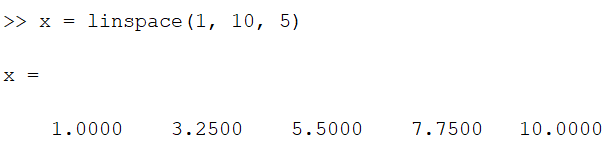 >> x = linspace(1, 10, 5)
x =
1.0000 3.2500 5.5000 7.7500 10.0000